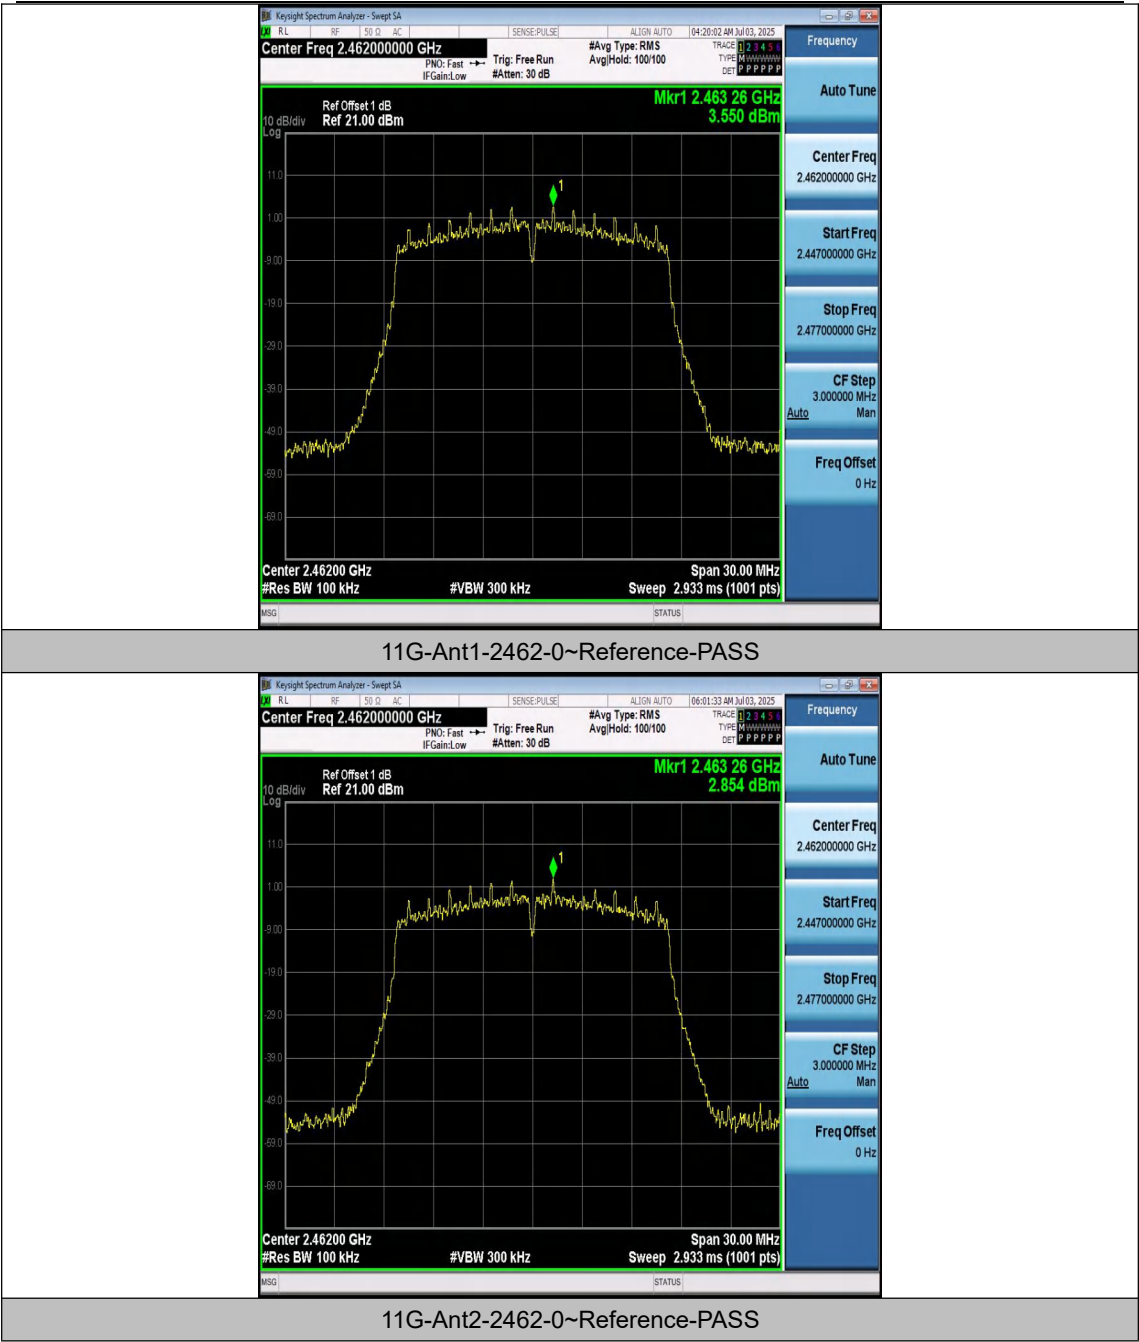 Keysight Spectrum Analyzer - Swept SA
RL RF 50 Ω AC SENSE:PULSE ALIGN AUTO 04:20:02 AM Jul 03, 2025
Center Freq 2.462000000 GHz
PNO: Fast
IFGain:Low
Trig: Free Run
#Atten: 30 dB
#Avg Type: RMS
Avg|Hold: 100/100
TRACE 1 2 3 4 5 6
TYPE M
DET P P P P P P
Mkr1 2.463 26 GHz
3.550 dBm
Ref Offset 1 dB
10 dB/div Ref 21.00 dBm
Log
11.0
1.00
-9.00
-19.0
-29.0
-39.0
-49.0
-59.0
-69.0
1
Center 2.46200 GHz Span 30.00 MHz
#Res BW 100 kHz #VBW 300 kHz Sweep 2.933 ms (1001 pts)
MSG STATUS
Frequency
Auto Tune
Center Freq
2.462000000 GHz
Start Freq
2.447000000 GHz
Stop Freq
2.477000000 GHz
CF Step
3.000000 MHz
Auto Man
Freq Offset
0 Hz
11G-Ant1-2462-0~Reference-PASS
Keysight Spectrum Analyzer - Swept SA
RL RF 50 Ω AC SENSE:PULSE ALIGN AUTO 06:01:33 AM Jul 03, 2025
Center Freq 2.462000000 GHz
PNO: Fast
IFGain:Low
Trig: Free Run
#Atten: 30 dB
#Avg Type: RMS
Avg|Hold: 100/100
TRACE 1 2 3 4 5 6
TYPE M
DET P P P P P P
Mkr1 2.463 26 GHz
2.854 dBm
Ref Offset 1 dB
10 dB/div Ref 21.00 dBm
Log
11.0
1.00
-9.00
-19.0
-29.0
-39.0
-49.0
-59.0
-69.0
1
Center 2.46200 GHz Span 30.00 MHz
#Res BW 100 kHz #VBW 300 kHz Sweep 2.933 ms (1001 pts)
MSG STATUS
Frequency
Auto Tune
Center Freq
2.462000000 GHz
Start Freq
2.447000000 GHz
Stop Freq
2.477000000 GHz
CF Step
3.000000 MHz
Auto Man
Freq Offset
0 Hz
11G-Ant2-2462-0~Reference-PASS